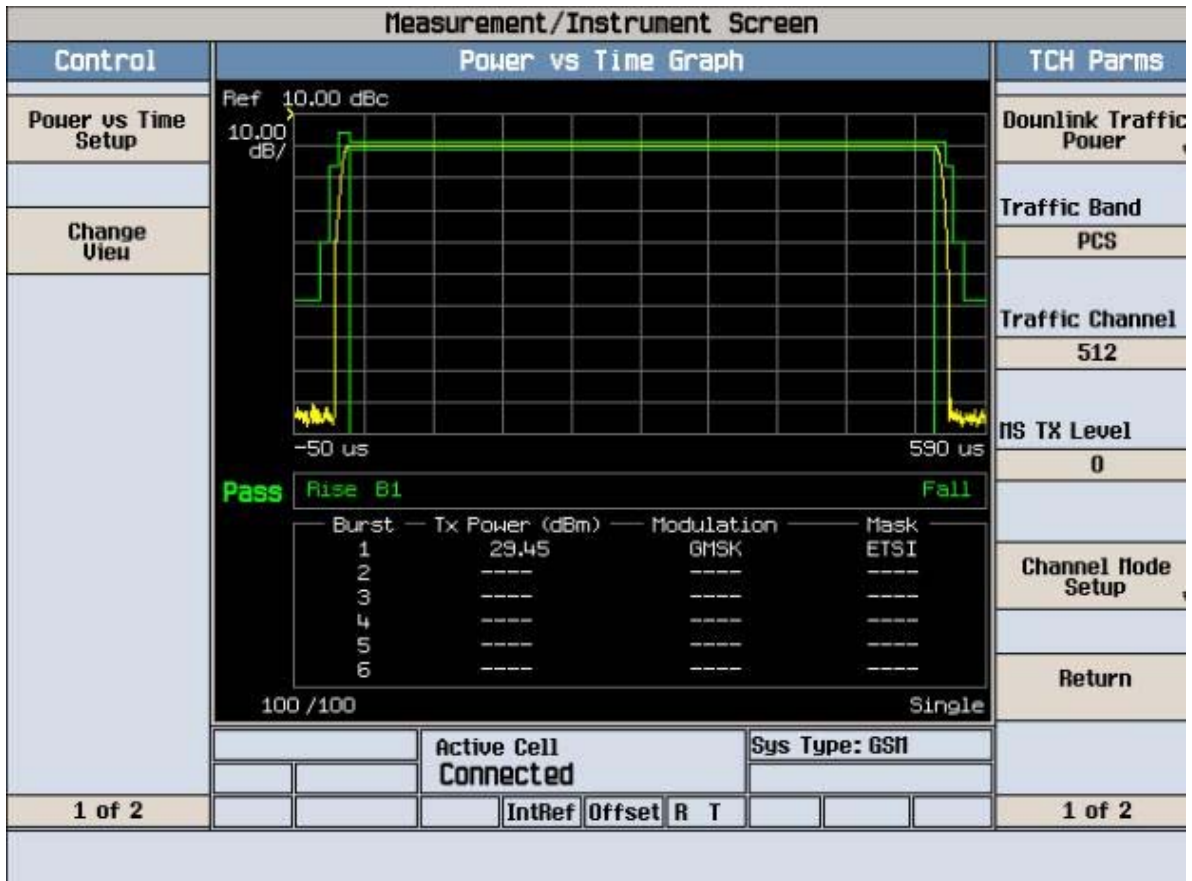 Measurement/Instrument Screen
Control
Power vs Time Graph
TCH Parms
Power vs Time
Setup
Change
View
1 of 2
Ref 10.00 dBc
10.00
dB/
-50 us
590 us
Pass
Rise B1
Fall
Burst Tx Power (dBm) Modulation Mask
1 29.45 GMSK ETSI
2 ---- ---- ----
3 ---- ---- ----
4 ---- ---- ----
5 ---- ---- ----
6 ---- ---- ----
100 /100
Single
Active Cell
Connected
Sys Type: GSM
IntRef Offset R T
Downlink Traffic
Power
Traffic Band
PCS
Traffic Channel
512
MS TX Level
0
Channel Mode
Setup
Return
1 of 2